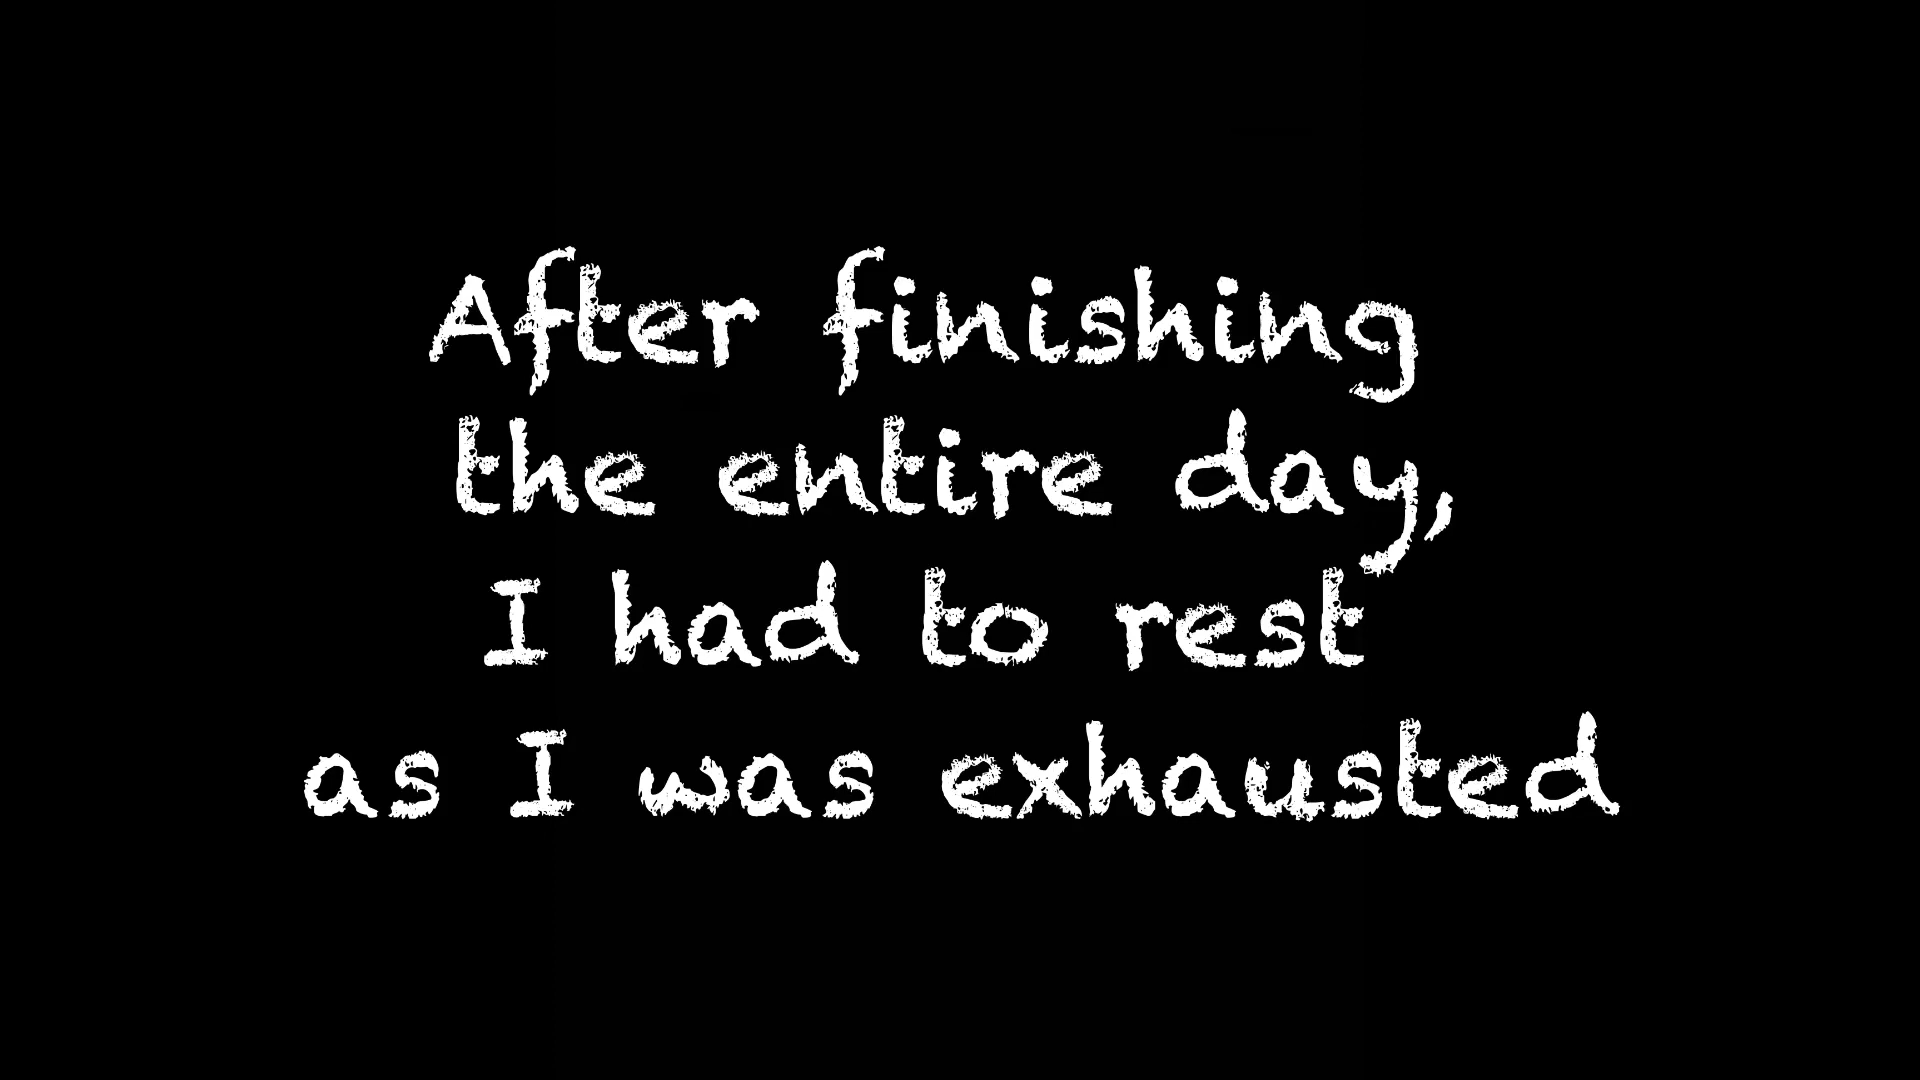 After finishing
the entire day,
I had to rest
as I was exhausted